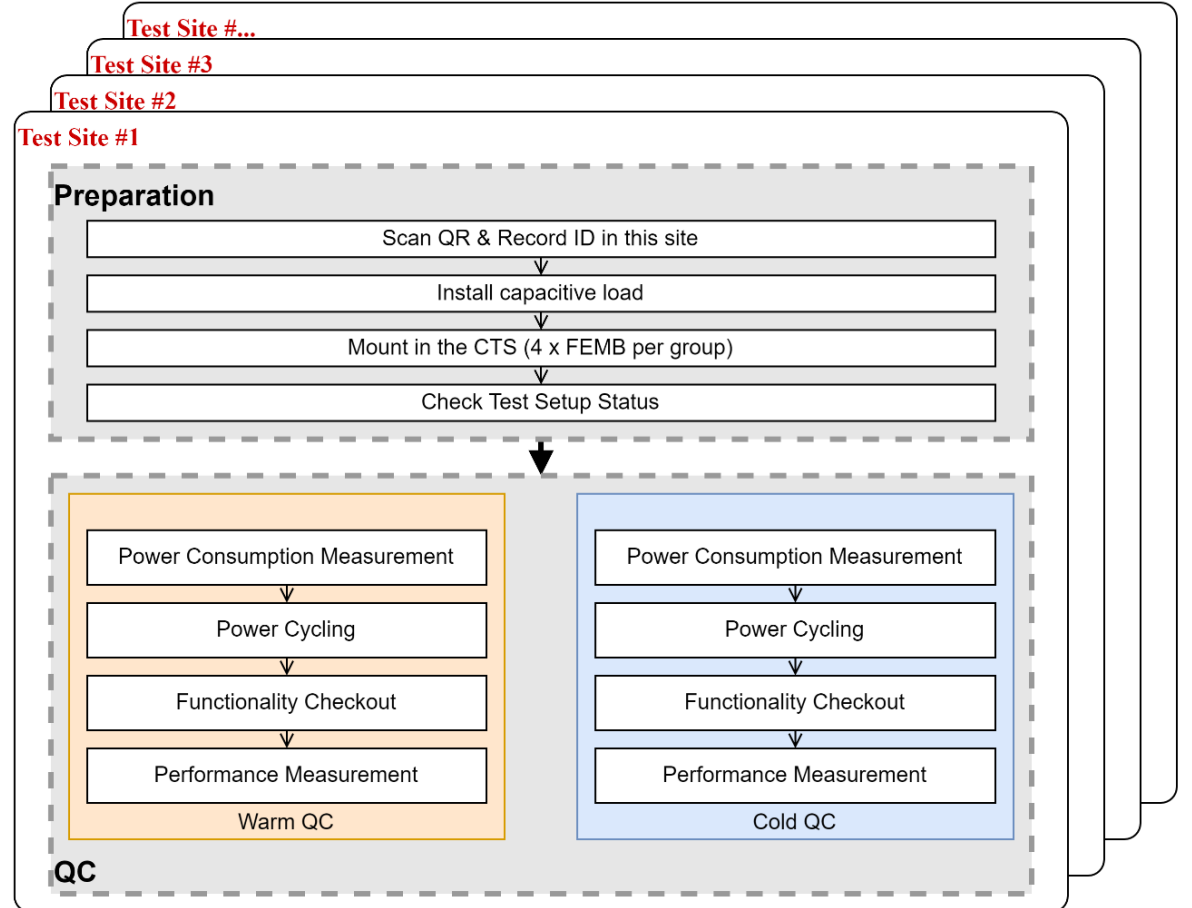 Test Site #...
Test Site #3
Test Site #2
Test Site #1
Preparation
Scan QR & Record ID in this site
Install capacitive load
Mount in the CTS (4 x FEMB per group)
Check Test Setup Status
Power Consumption Measurement
Power Cycling
Functionality Checkout
Performance Measurement
Warm QC
Power Consumption Measurement
Power Cycling
Functionality Checkout
Performance Measurement
Cold QC
QC